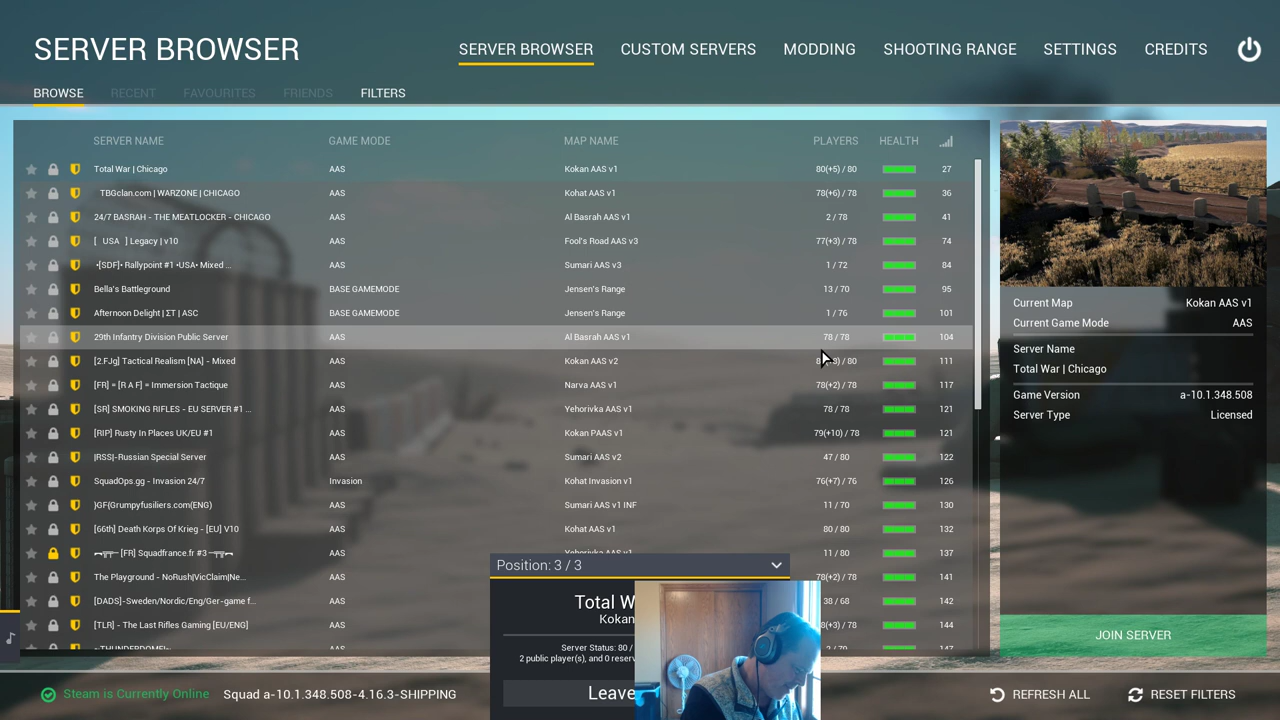 SERVER BROWSER
SERVER BROWSER CUSTOM SERVERS MODDING SHOOTING RANGE SETTINGS CREDITS
BROWSE RECENT FAVOURITES FRIENDS FILTERS
SERVER NAME GAME MODE MAP NAME PLAYERS HEALTH
Total War | Chicago AAS Kokan AAS v1 80(+5) / 80 27
TBGclan.com | WARZONE | CHICAGO AAS Kohat AAS v1 78(+6) / 78 36
24/7 BASRAH - THE MEATLOCKER - CHICAGO AAS Al Basrah AAS v1 2 / 78 41
[ USA ] Legacy | v10 AAS Fool's Road AAS v3 77(+3) / 78 74
•[SDF]• Rallypoint #1 •USA• Mixed ... AAS Sumari AAS v3 1 / 72 84
Bella's Battleground BASE GAMEMODE Jensen's Range 13 / 70 95
Afternoon Delight | ΣT | ASC BASE GAMEMODE Jensen's Range 1 / 76 101
29th Infantry Division Public Server AAS Al Basrah AAS v1 78 / 78 104
[2.FJg] Tactical Realism [NA] - Mixed AAS Kokan AAS v2 / 80 111
[FR] = [R A F] = Immersion Tactique AAS Narva AAS v1 78(+2) / 78 117
[SR] SMOKING RIFLES - EU SERVER #1 ... AAS Yehorivka AAS v1 78 / 78 121
[RIP] Rusty In Places UK/EU #1 AAS Kokan PAAS v1 79(+10) / 78 121
|RSS|-Russian Special Server AAS Sumari AAS v2 47 / 80 122
SquadOps.gg - Invasion 24/7 Invasion Kohat Invasion v1 76(+7) / 76 126
}GF{Grumpyfusiliers.com(ENG) AAS Sumari AAS v1 INF 11 / 70 130
[66th] Death Korps Of Krieg - [EU] V10 AAS Kohat AAS v1 80 / 80 132
[FR] Squadfrance.fr #3 AAS Yehorivka AAS v1 11 / 80 137
The Playground - NoRush|VicClaim|Ne... AAS 78(+2) / 78 141
[DADS]-Sweden/Nordic/Eng/Ger-game f... AAS 38 / 68 142
[TLR] - The Last Rifles Gaming [EU/ENG] AAS (+3) / 78 144
Current Map Kokan AAS v1
Current Game Mode AAS
Server Name
Total War | Chicago
Game Version a-10.1.348.508
Server Type Licensed
JOIN SERVER
Position: 3 / 3
Total
Kokan
Server Status: 80 /
2 public player(s), and 0
Leave
Steam is Currently Online Squad a-10.1.348.508-4.16.3-SHIPPING
REFRESH ALL RESET FILTERS